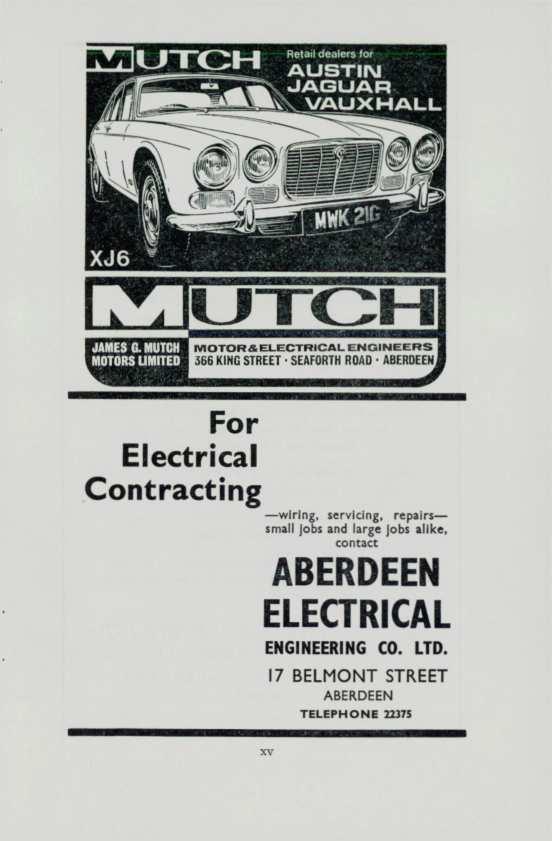 MUTCH
Retail dealers for
AUSTIN
JAGUAR
VAUXHALL
MWK 21G
XJ6
MUTCH
JAMES G. MUTCH
MOTORS LIMITED
MOTOR & ELECTRICAL ENGINEERS
366 KING STREET · SEAFORTH ROAD · ABERDEEN
For
Electrical
Contracting
—wiring, servicing, repairs—
small jobs and large jobs alike,
contact
ABERDEEN
ELECTRICAL
ENGINEERING CO. LTD.
17 BELMONT STREET
ABERDEEN
TELEPHONE 22375
xv